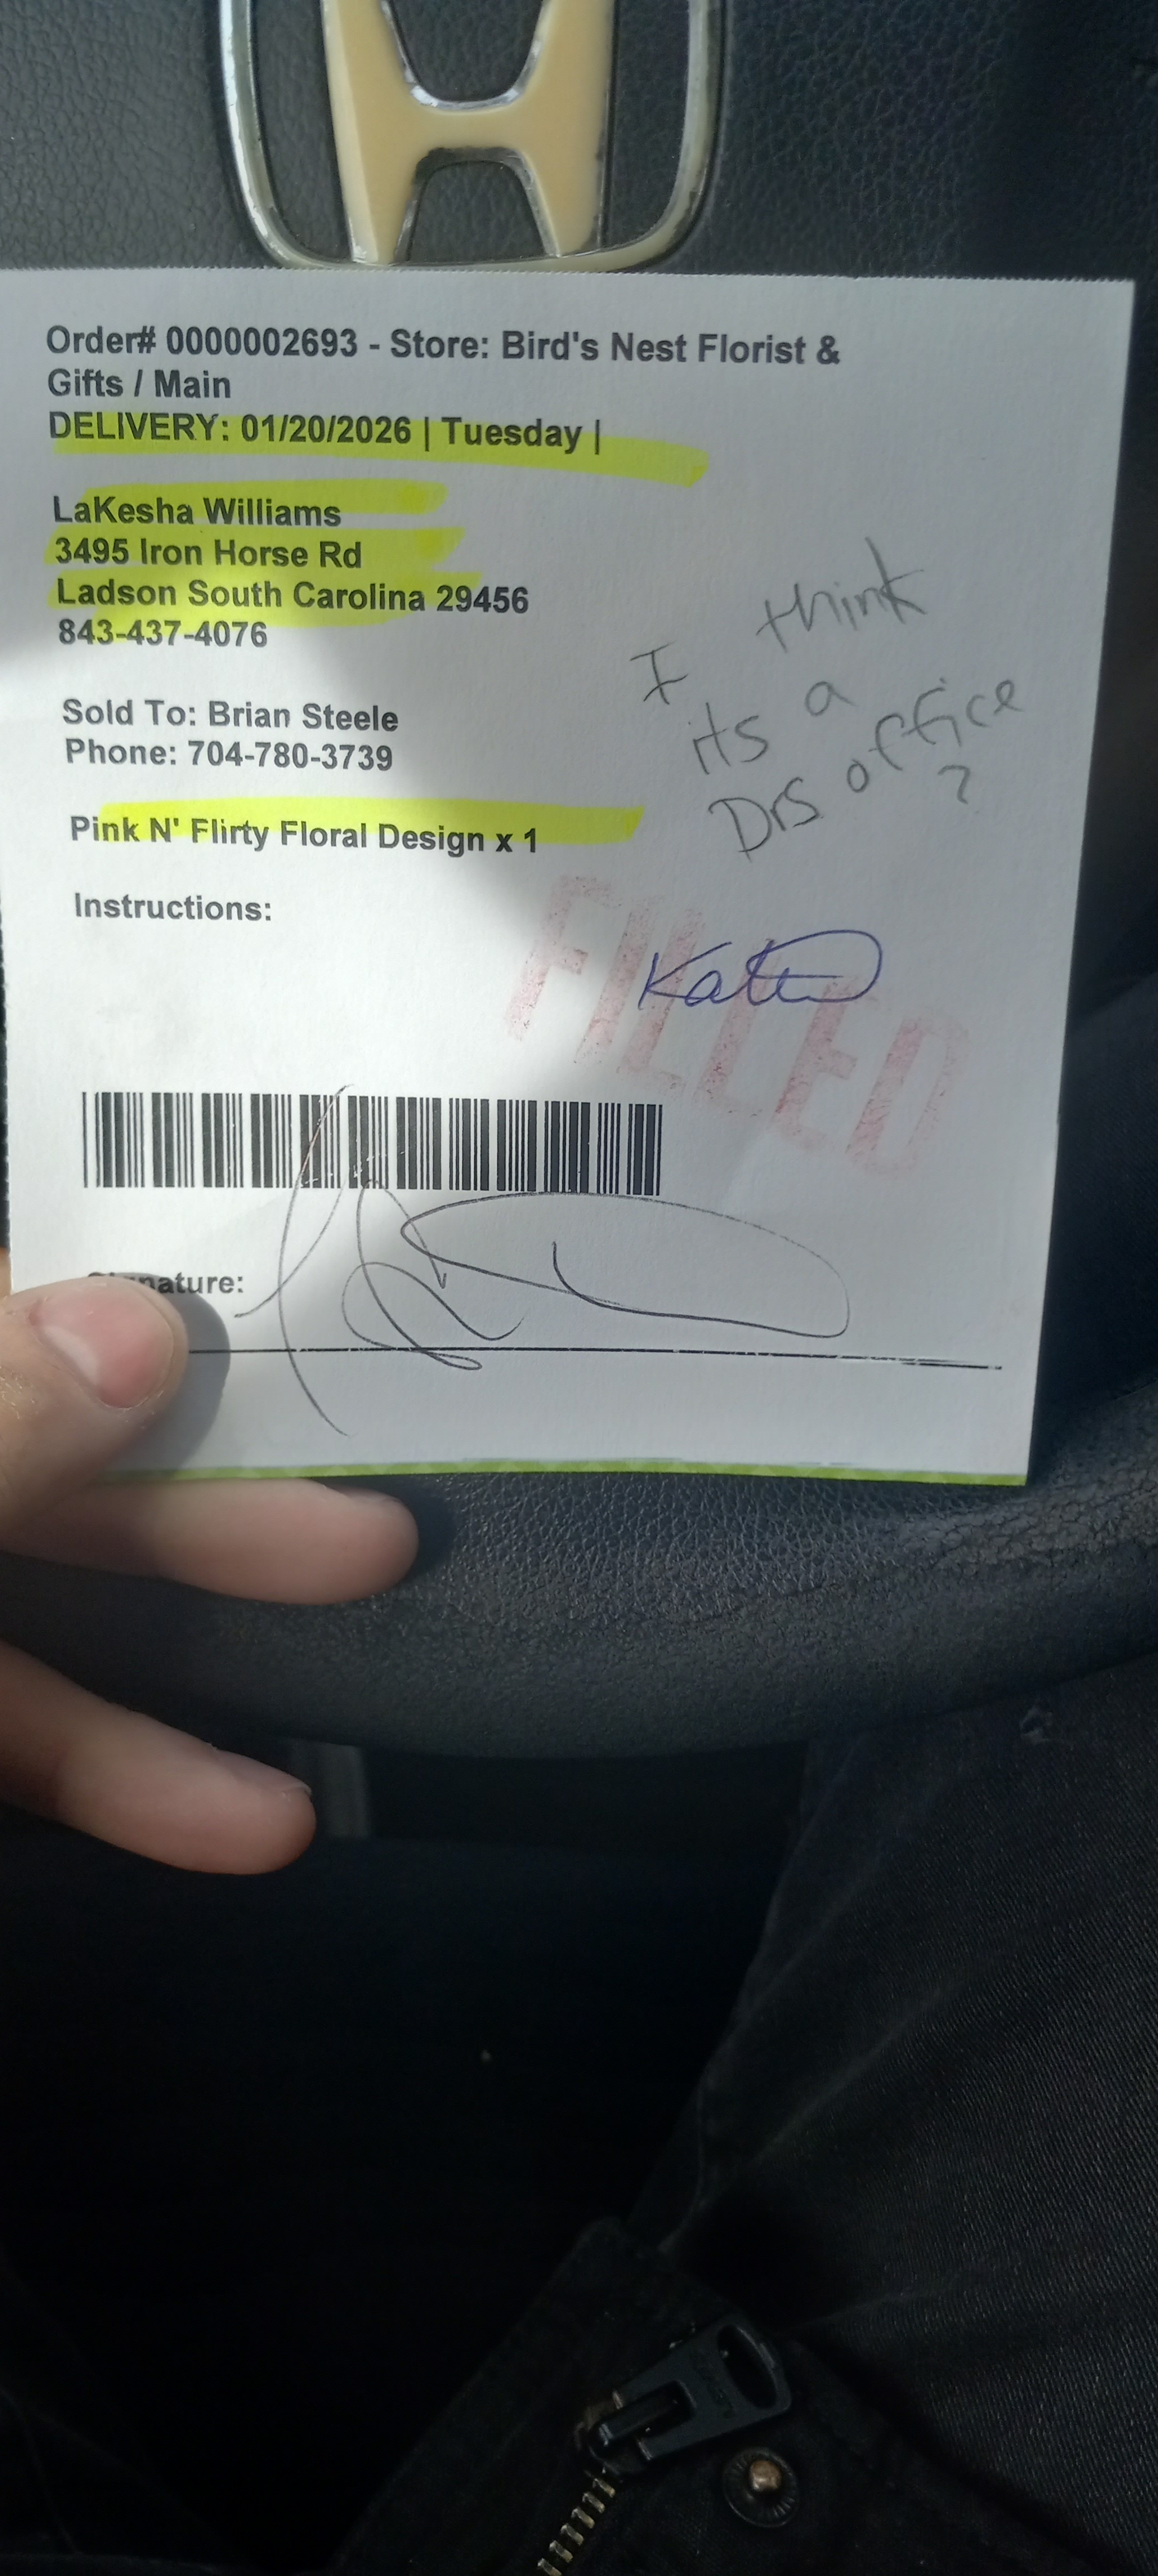 Order# 0000002693 - Store: Bird's Nest Florist &
Gifts / Main
DELIVERY: 01/20/2026 | Tuesday |
LaKesha Williams
3495 Iron Horse Rd
Ladson South Carolina 29456
843-437-4076
I think
its a
Drs office
?
Sold To: Brian Steele
Phone: 704-780-3739
Pink N' Flirty Floral Design x 1
Instructions:
FILLED
Signature: